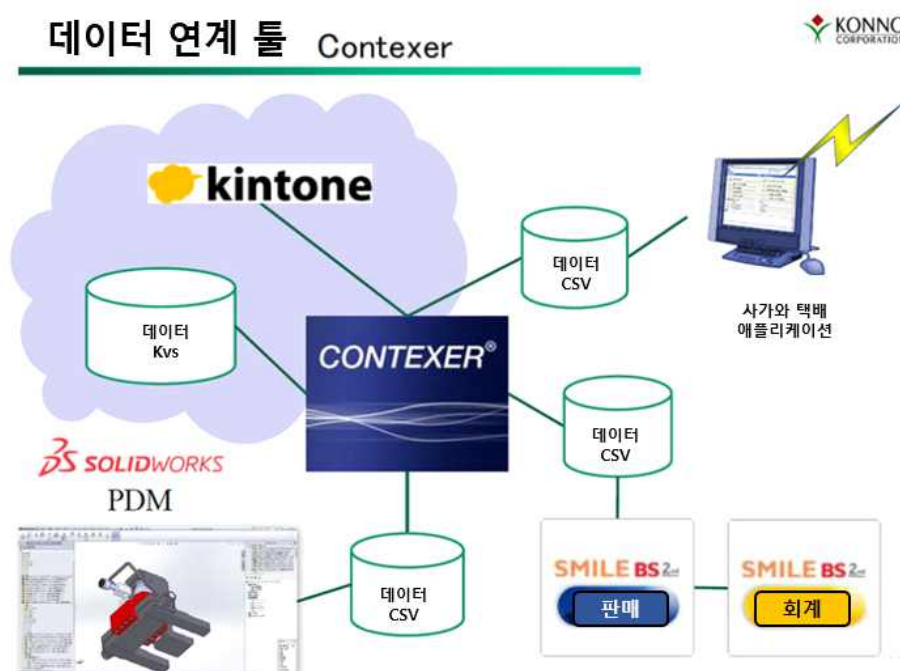 데이터 연계 툴 Contexer
KONNO
CORPORATION
kintone
데이터
CSV
사가와 택배
애플리케이션
데이터
Kvs
CONTEXER®
데이터
CSV
SOLIDWORKS
PDM
데이터
CSV
SMILE BS 2nd
판매
SMILE BS 2nd
회계